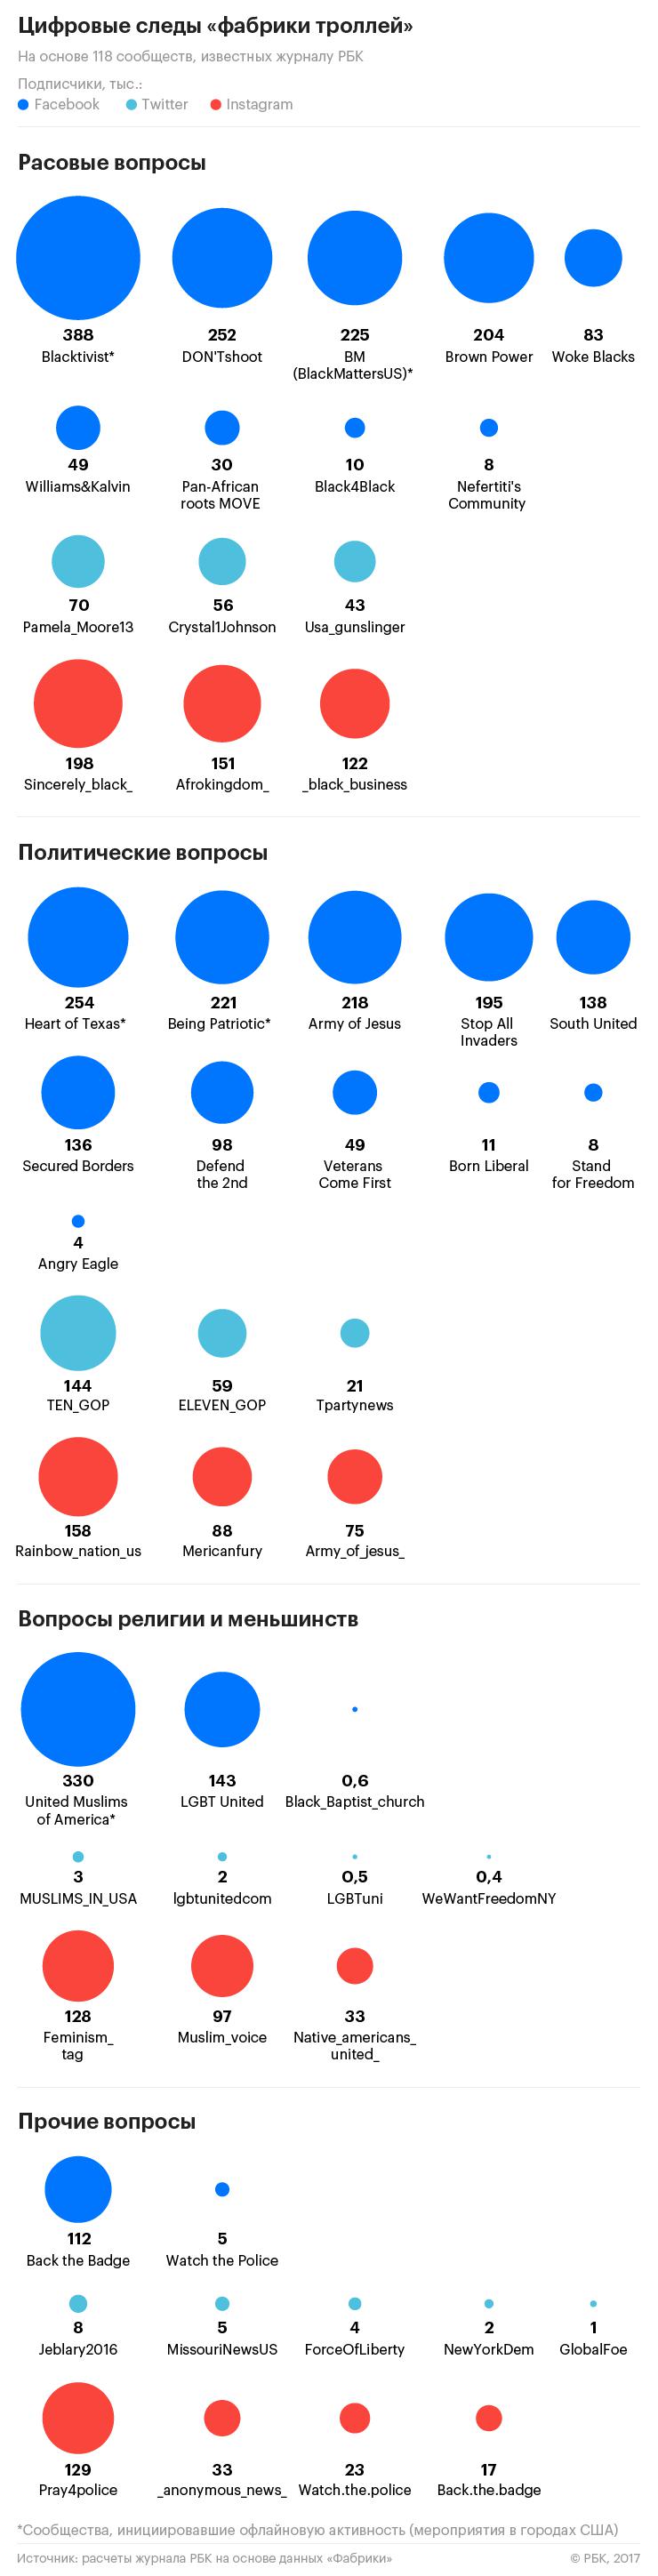 Цифровые следы «фабрики троллей»
На основе 118 сообществ, известных журналу РБК
Подписчики, тыс.:
Facebook Twitter Instagram
Расовые вопросы
388 252 225 204 83
Blacktivist* DON'Tshoot BM Brown Power Woke Blacks
(BlackMattersUS)*
49 30 10 8
Williams&Kalvin Pan-African Black4Black Nefertiti's
roots MOVE Community
70 56 43
Pamela_Moore13 Crystal1Johnson Usa_gunslinger
198 151 122
Sincerely_black_ Afrokingdom_ _black_business
Политические вопросы
254 221 218 195 138
Heart of Texas* Being Patriotic* Army of Jesus Stop All South United
Invaders
136 98 49 11 8
Secured Borders Defend Veterans Born Liberal Stand
the 2nd Come First for Freedom
4
Angry Eagle
144 59 21
TEN_GOP ELEVEN_GOP Tpartynews
158 88 75
Rainbow_nation_us Mericanfury Army_of_jesus_
Вопросы религии и меньшинств
330 143 0,6
United Muslims LGBT United Black_Baptist_church
of America*
3 2 0,5 0,4
MUSLIMS_IN_USA lgbtunitedcom LGBTuni WeWantFreedomNY
128 97 33
Feminism_ Muslim_voice Native_americans_
tag united_
Прочие вопросы
112 5
Back the Badge Watch the Police
8 5 4 2 1
Jeblary2016 MissouriNewsUS ForceOfLiberty NewYorkDem GlobalFoe
129 33 23 17
Pray4police _anonymous_news_ Watch.the.police Back.the.badge
*Сообщества, инициировавшие офлайновую активность (мероприятия в городах США)
Источник: расчеты журнала РБК на основе данных «Фабрики» © РБК, 2017